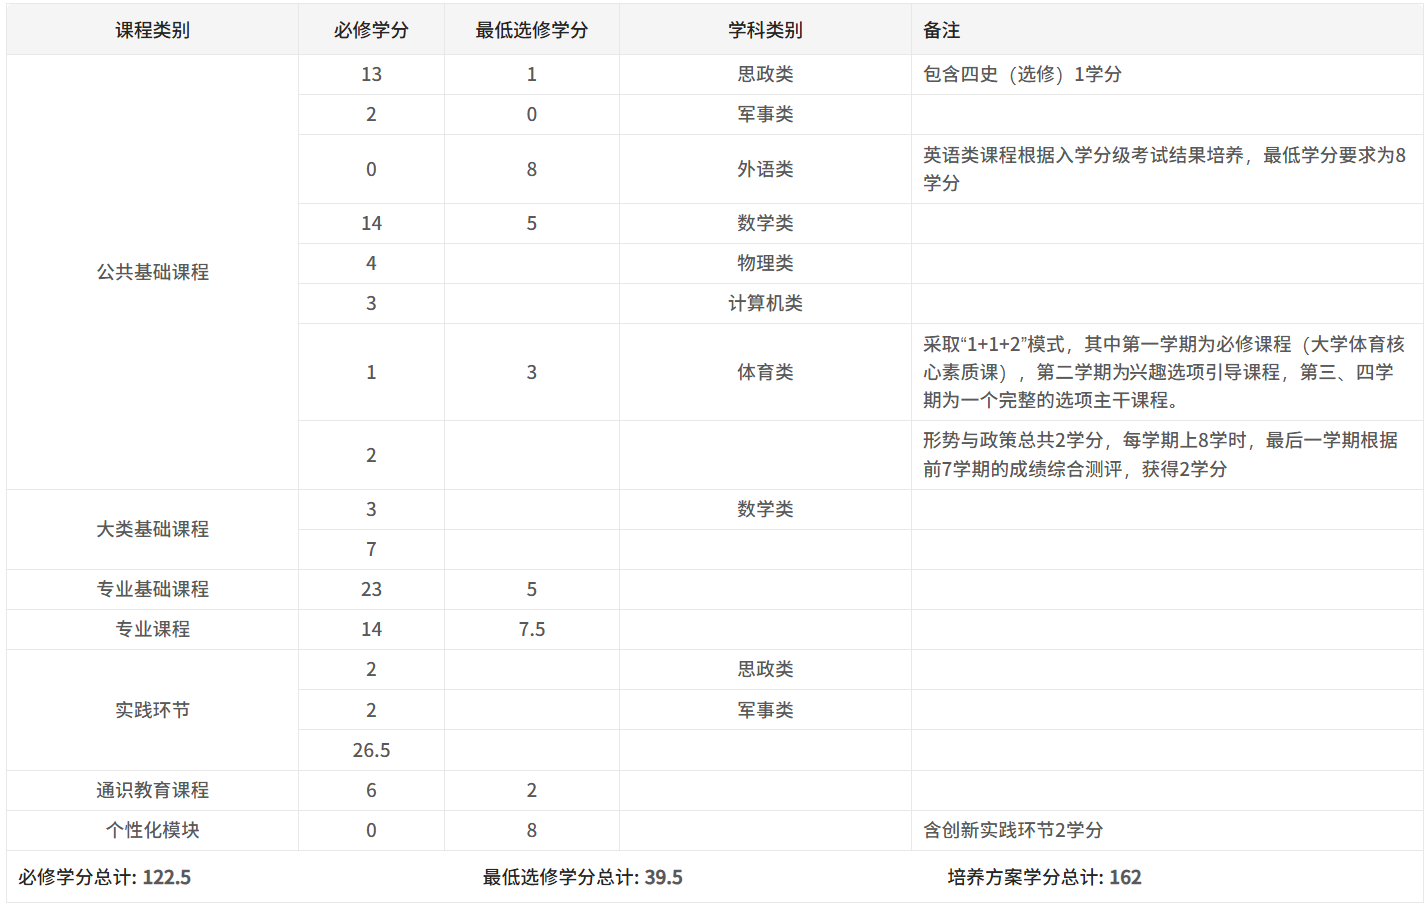 课程类别 必修学分 最低选修学分 学科类别 备注
公共基础课程 13 1 思政类 包含四史（选修）1学分
2 0 军事类
0 8 外语类 英语类课程根据入学分级考试结果培养，最低学分要求为8
学分
14 5 数学类
4 物理类
3 计算机类
1 3 体育类 采取“1+1+2”模式，其中第一学期为必修课程（大学体育核
心素质课），第二学期为兴趣选项引导课程，第三、四学
期为一个完整的选项主干课程。
2 形势与政策总共2学分，每学期上8学时，最后一学期根据
前7学期的成绩综合测评，获得2学分
大类基础课程 3 数学类
7
专业基础课程 23 5
专业课程 14 7.5
实践环节 2 思政类
2 军事类
26.5
通识教育课程 6 2
个性化模块 0 8 含创新实践环节2学分
必修学分总计: 122.5 最低选修学分总计: 39.5 培养方案学分总计: 162